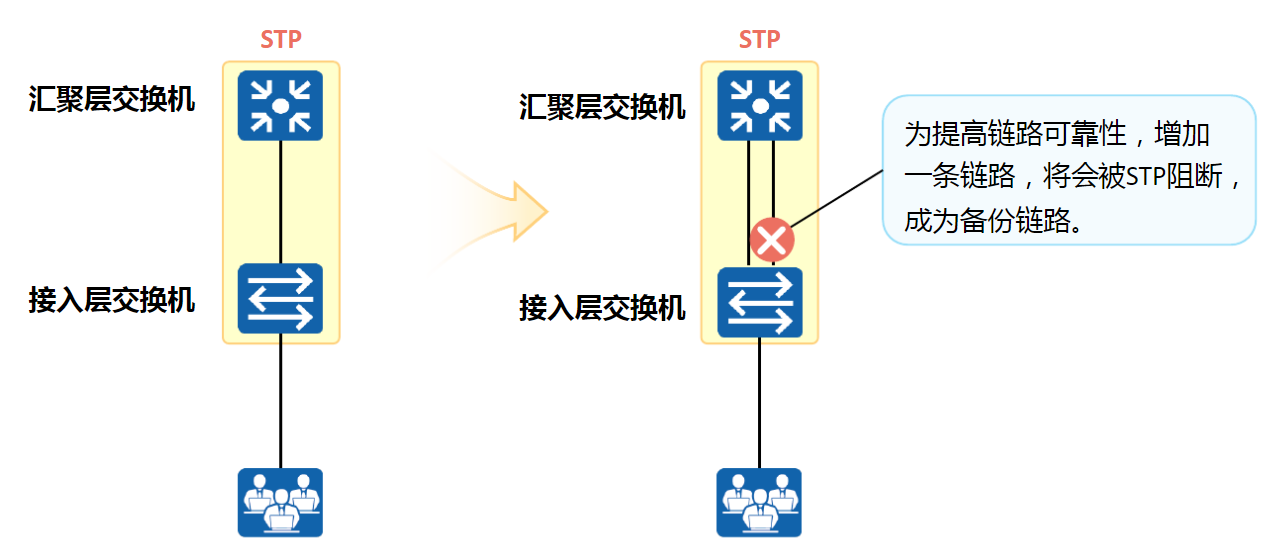 STP
汇聚层交换机
接入层交换机
STP
汇聚层交换机
接入层交换机
为提高链路可靠性，增加
一条链路，将会被STP阻断，
成为备份链路。